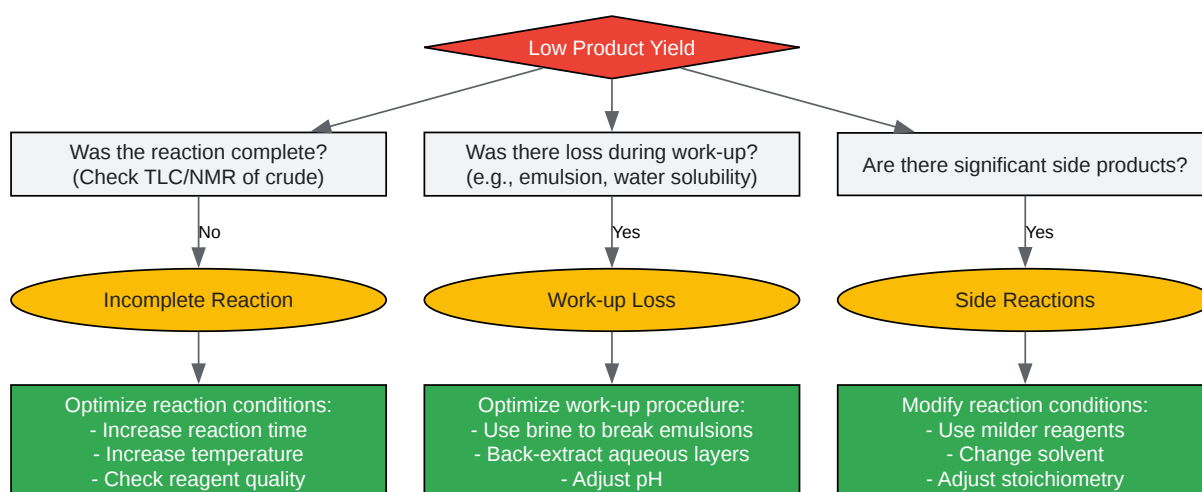 Low Product Yield
Was the reaction complete?
(Check TLC/NMR of crude)
Was there loss during work-up?
(e.g., emulsion, water solubility)
Are there significant side products?
No
Yes
Yes
Incomplete Reaction
Work-up Loss
Side Reactions
Optimize reaction conditions:
- Increase reaction time
- Increase temperature
- Check reagent quality
Optimize work-up procedure:
- Use brine to break emulsions
- Back-extract aqueous layers
- Adjust pH
Modify reaction conditions:
- Use milder reagents
- Change solvent
- Adjust stoichiometry